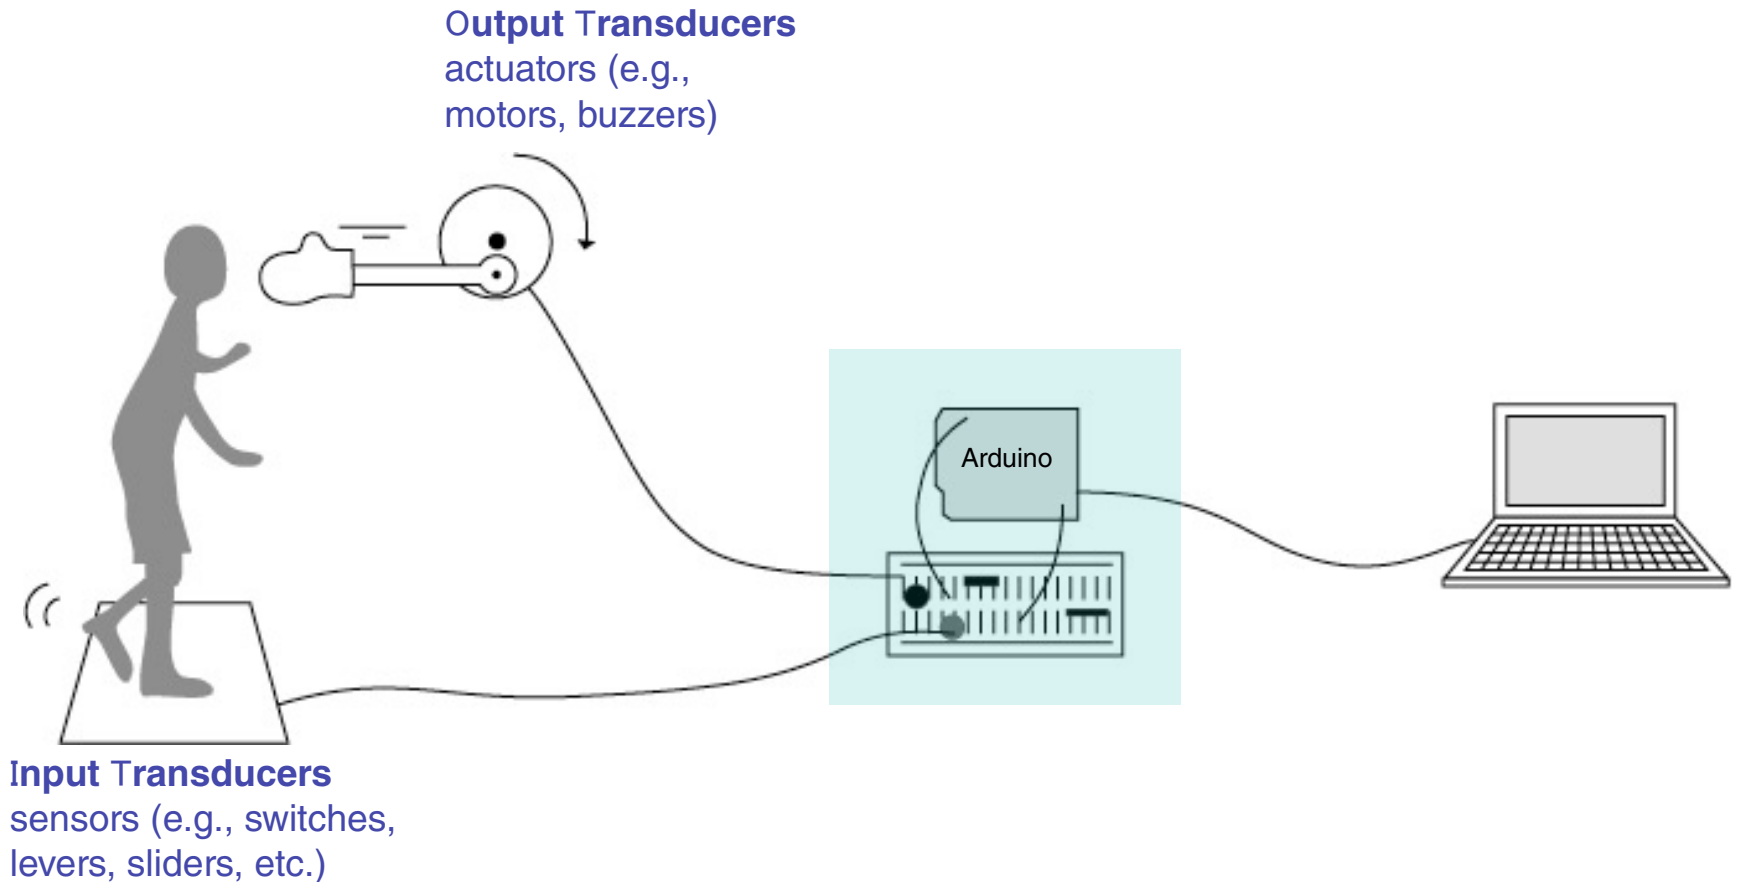 Output Transducers
actuators (e.g.,
motors, buzzers)
Arduino
Input Transducers
sensors (e.g., switches,
levers, sliders, etc.)